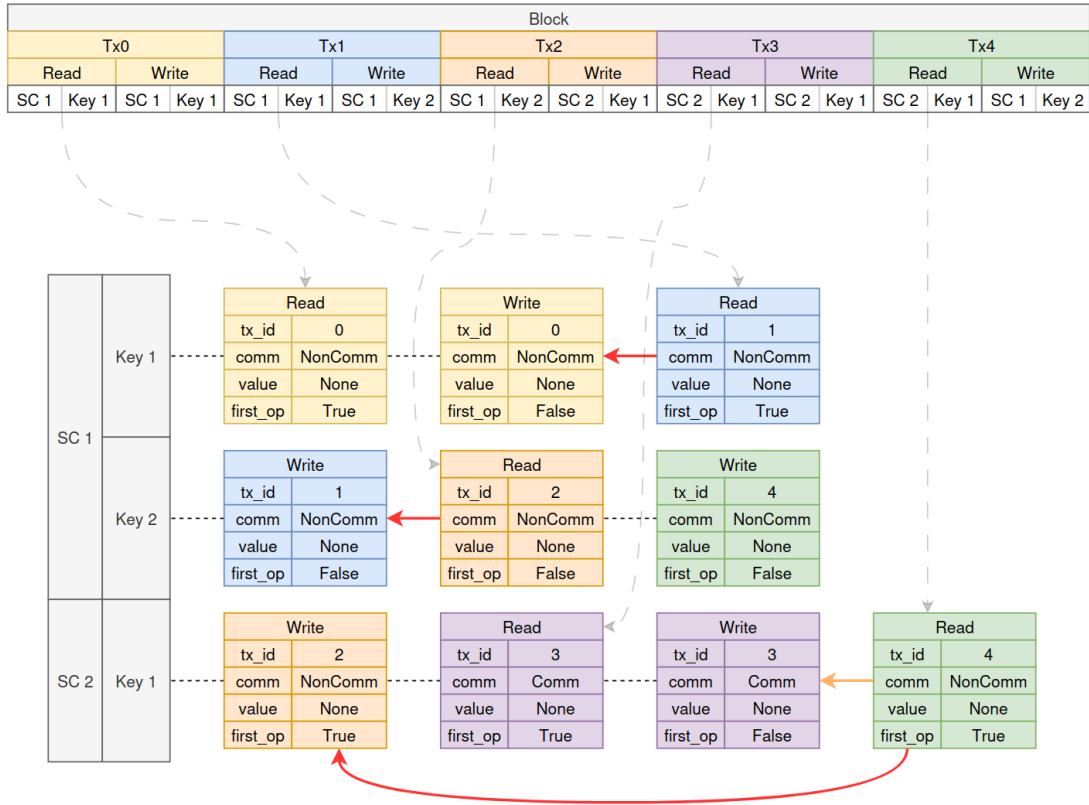 Block
Tx0 Tx1 Tx2 Tx3 Tx4
Read Write Read Write Read Write Read Write Read Write
SC 1 Key 1 SC 1 Key 1 SC 1 Key 1 SC 1 Key 2 SC 1 Key 2 SC 2 Key 1 SC 2 Key 1 SC 2 Key 1 SC 2 Key 1 SC 1 Key 2
SC 1
Key 1
Read Write Read
tx_id 0 tx_id 0 tx_id 1
comm NonComm comm NonComm comm NonComm
value None value None value None
first_op True first_op False first_op True
Key 2
Write Read Write
tx_id 1 tx_id 2 tx_id 4
comm NonComm comm NonComm comm NonComm
value None value None value None
first_op False first_op False first_op False
SC 2
Key 1
Write Read Write Read
tx_id 2 tx_id 3 tx_id 3 tx_id 4
comm NonComm comm Comm comm Comm comm NonComm
value None value None value None value None
first_op True first_op True first_op False first_op True